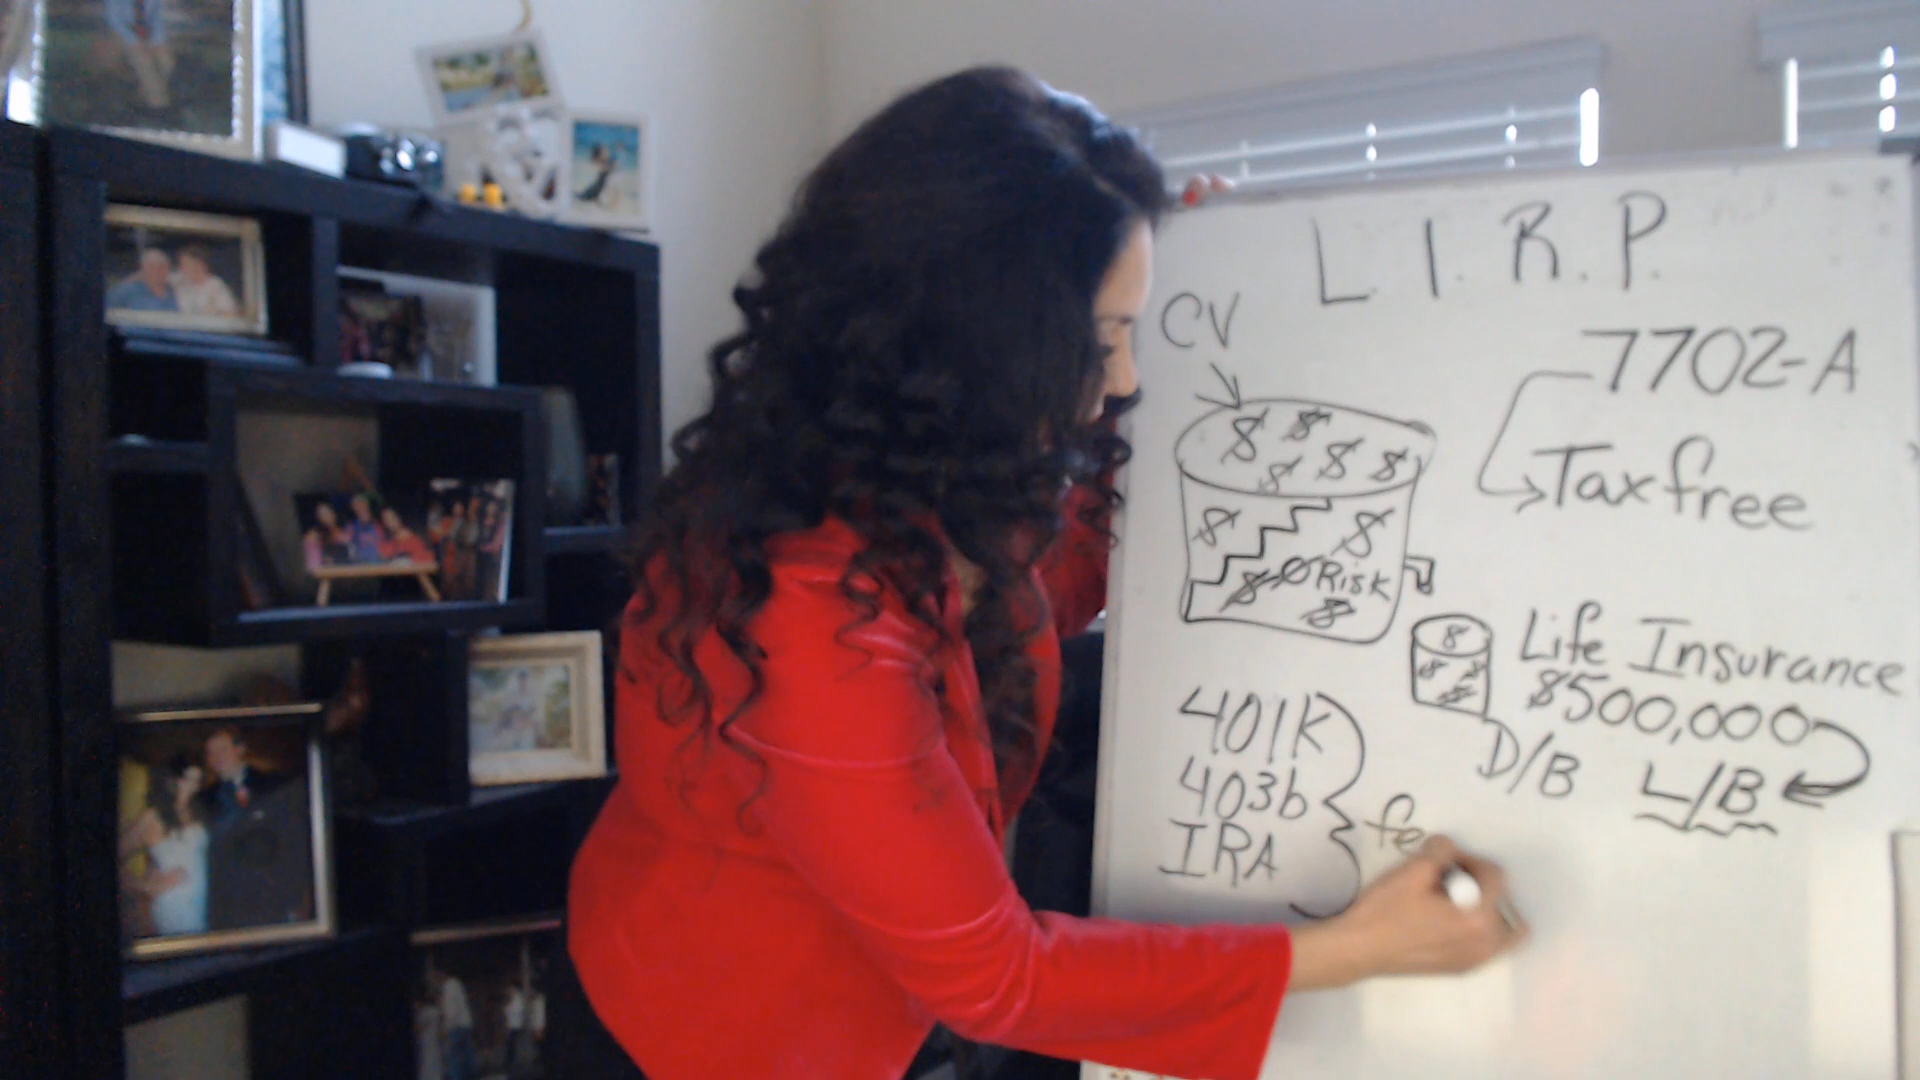 L.I.R.P.
CV
7702-A
Tax free
$ $ $ $ $
$ $
$ Ø Risk
$
$
$ $
$
Life Insurance
$500,000
D/B L/B
401K
403b
IRA
fe